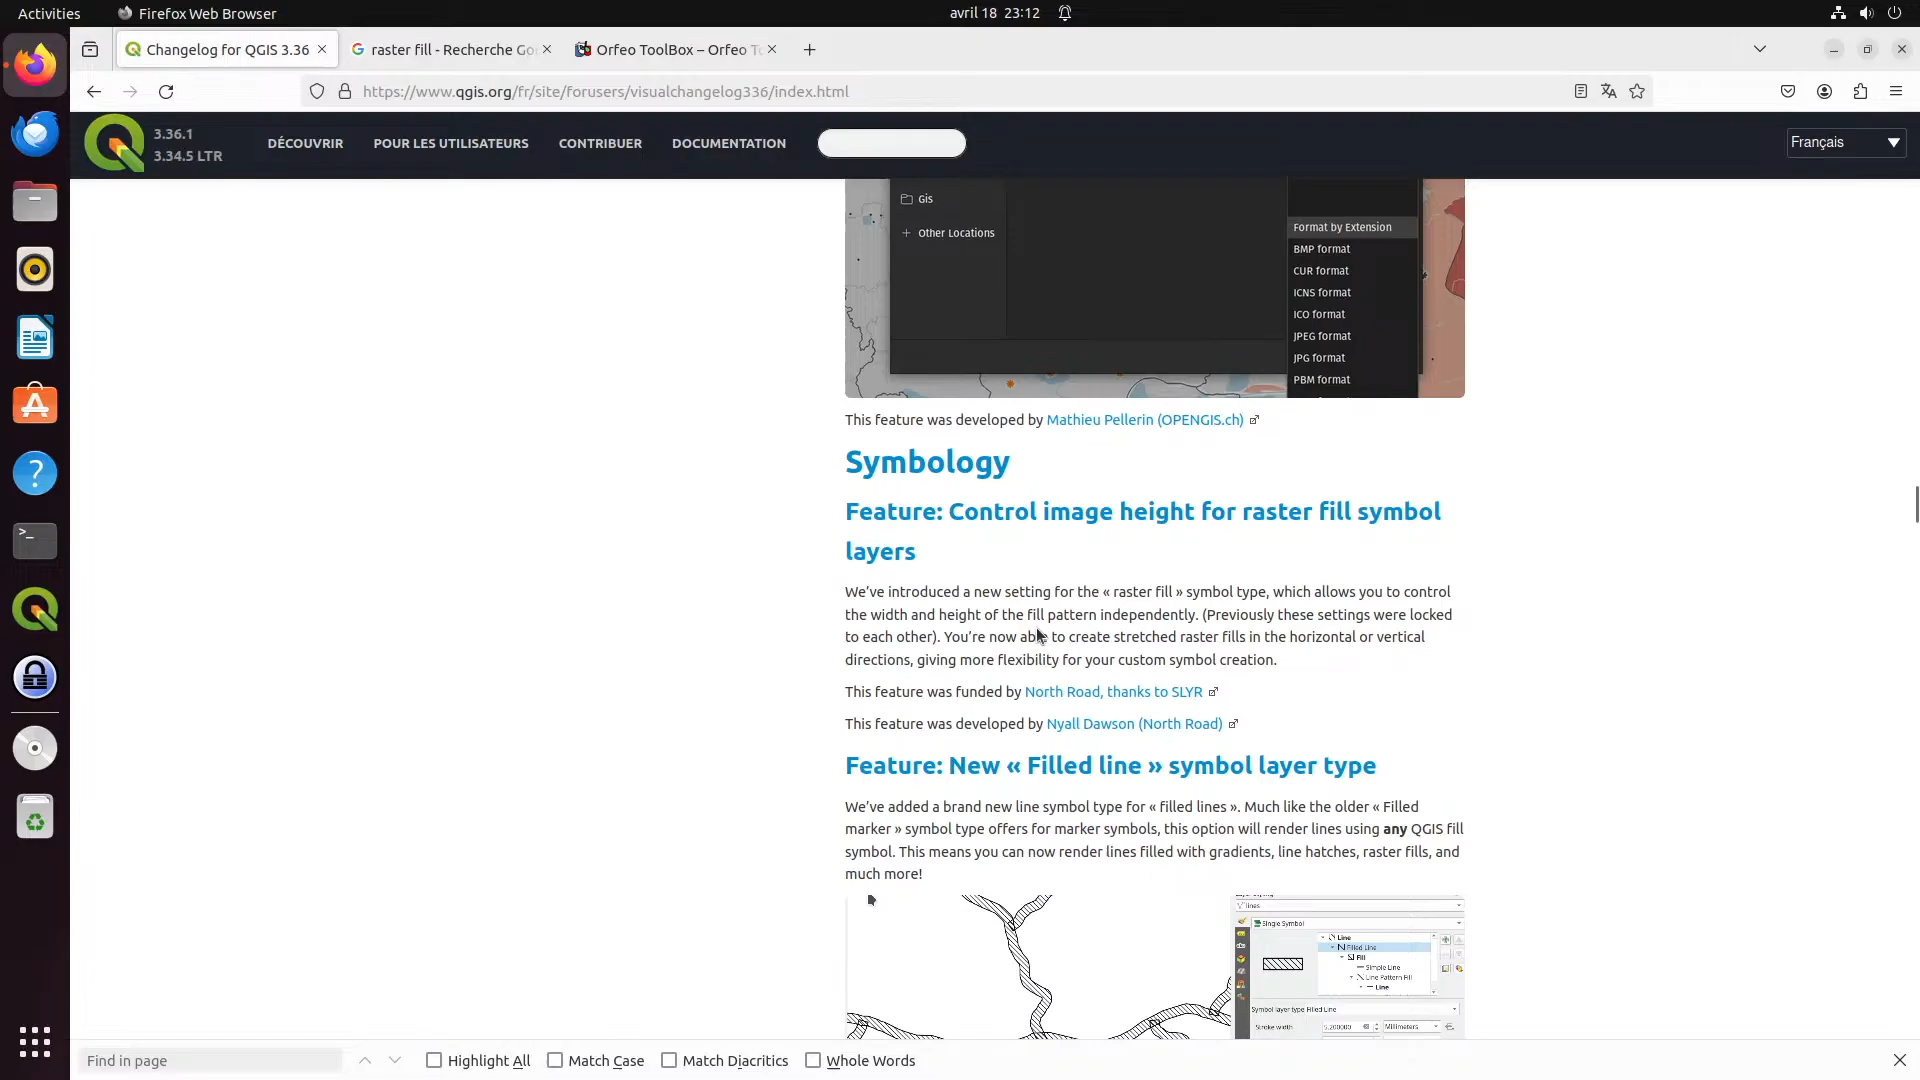 Activities
Firefox Web Browser
avril 18 23:12
Changelog for QGIS 3.36
raster fill - Recherche Go
Orfeo ToolBox – Orfeo T
https://www.qgis.org/fr/site/forusers/visualchangelog336/index.html
3.36.1
3.34.5 LTR
DÉCOUVRIR
POUR LES UTILISATEURS
CONTRIBUER
DOCUMENTATION
Français
Gis
Other Locations
Format by Extension
BMP format
CUR format
ICNS format
ICO format
JPEG format
JPG format
PBM format
This feature was developed by Mathieu Pellerin (OPENGIS.ch)
Symbology
Feature: Control image height for raster fill symbol
layers
We’ve introduced a new setting for the « raster fill » symbol type, which allows you to control
the width and height of the fill pattern independently. (Previously these settings were locked
to each other). You’re now able to create stretched raster fills in the horizontal or vertical
directions, giving more flexibility for your custom symbol creation.
This feature was funded by North Road, thanks to SLYR
This feature was developed by Nyall Dawson (North Road)
Feature: New « Filled line » symbol layer type
We’ve added a brand new line symbol type for « filled lines ». Much like the older « Filled
marker » symbol type offers for marker symbols, this option will render lines using any QGIS fill
symbol. This means you can now render lines filled with gradients, line hatches, raster fills, and
much more!
lines
Single Symbol
Line
Filled Line
Fill
Simple Line
Line Pattern Fill
Line
Symbol layer type Filled Line
Stroke width
5.200000
Millimeters
Find in page
Highlight All
Match Case
Match Diacritics
Whole Words